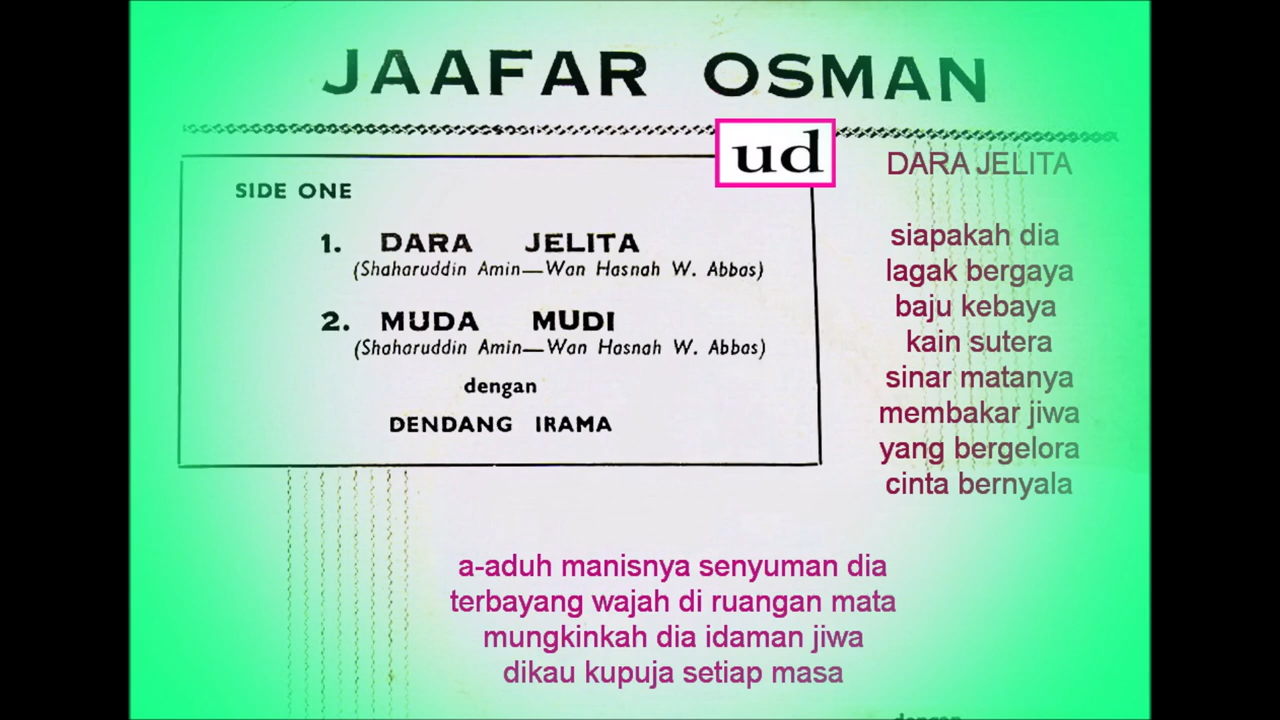 JAAFAR OSMAN
ud
SIDE ONE
1. DARA JELITA
(Shaharuddin Amin—Wan Hasnah W. Abbas)
2. MUDA MUDI
(Shaharuddin Amin—Wan Hasnah W. Abbas)
dengan
DENDANG IRAMA
DARA JELITA
siapakah dia
lagak bergaya
baju kebaya
kain sutera
sinar matanya
membakar jiwa
yang bergelora
cinta bernyala
a-aduh manisnya senyuman dia
terbayang wajah di ruangan mata
mungkinkah dia idaman jiwa
dikau kupuja setiap masa
dengan